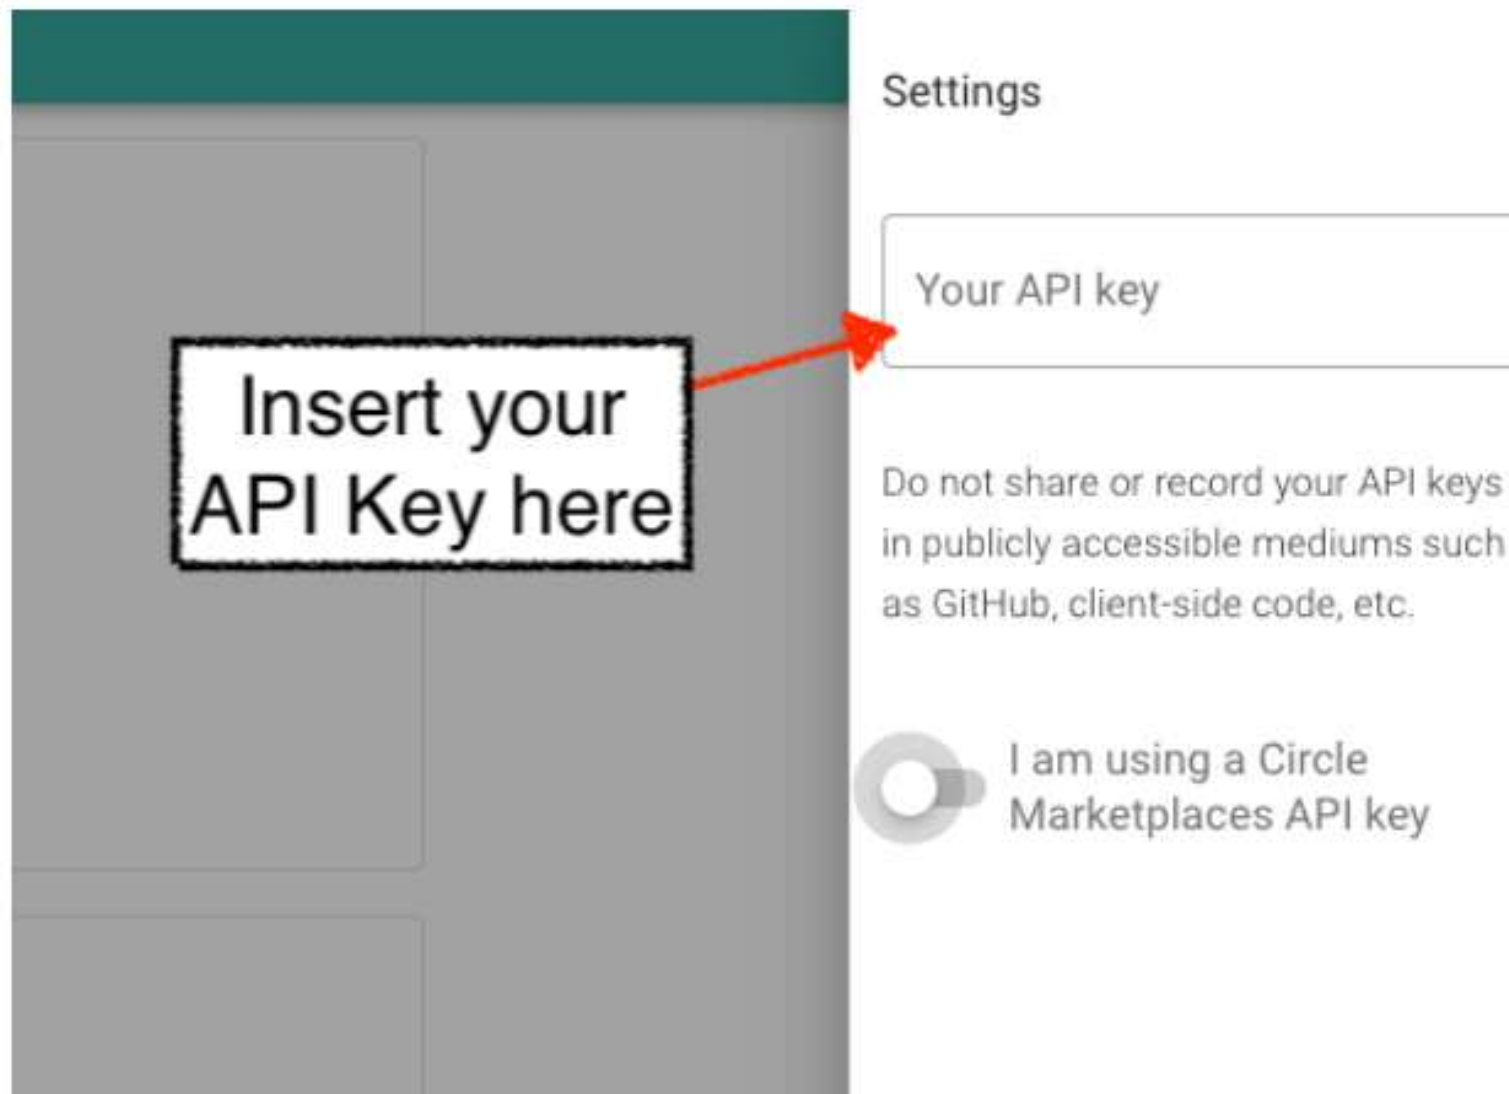 Settings
Your API key
Insert your
API Key here
Do not share or record your API keys
in publicly accessible mediums such
as GitHub, client-side code, etc.
I am using a Circle
Marketplaces API key